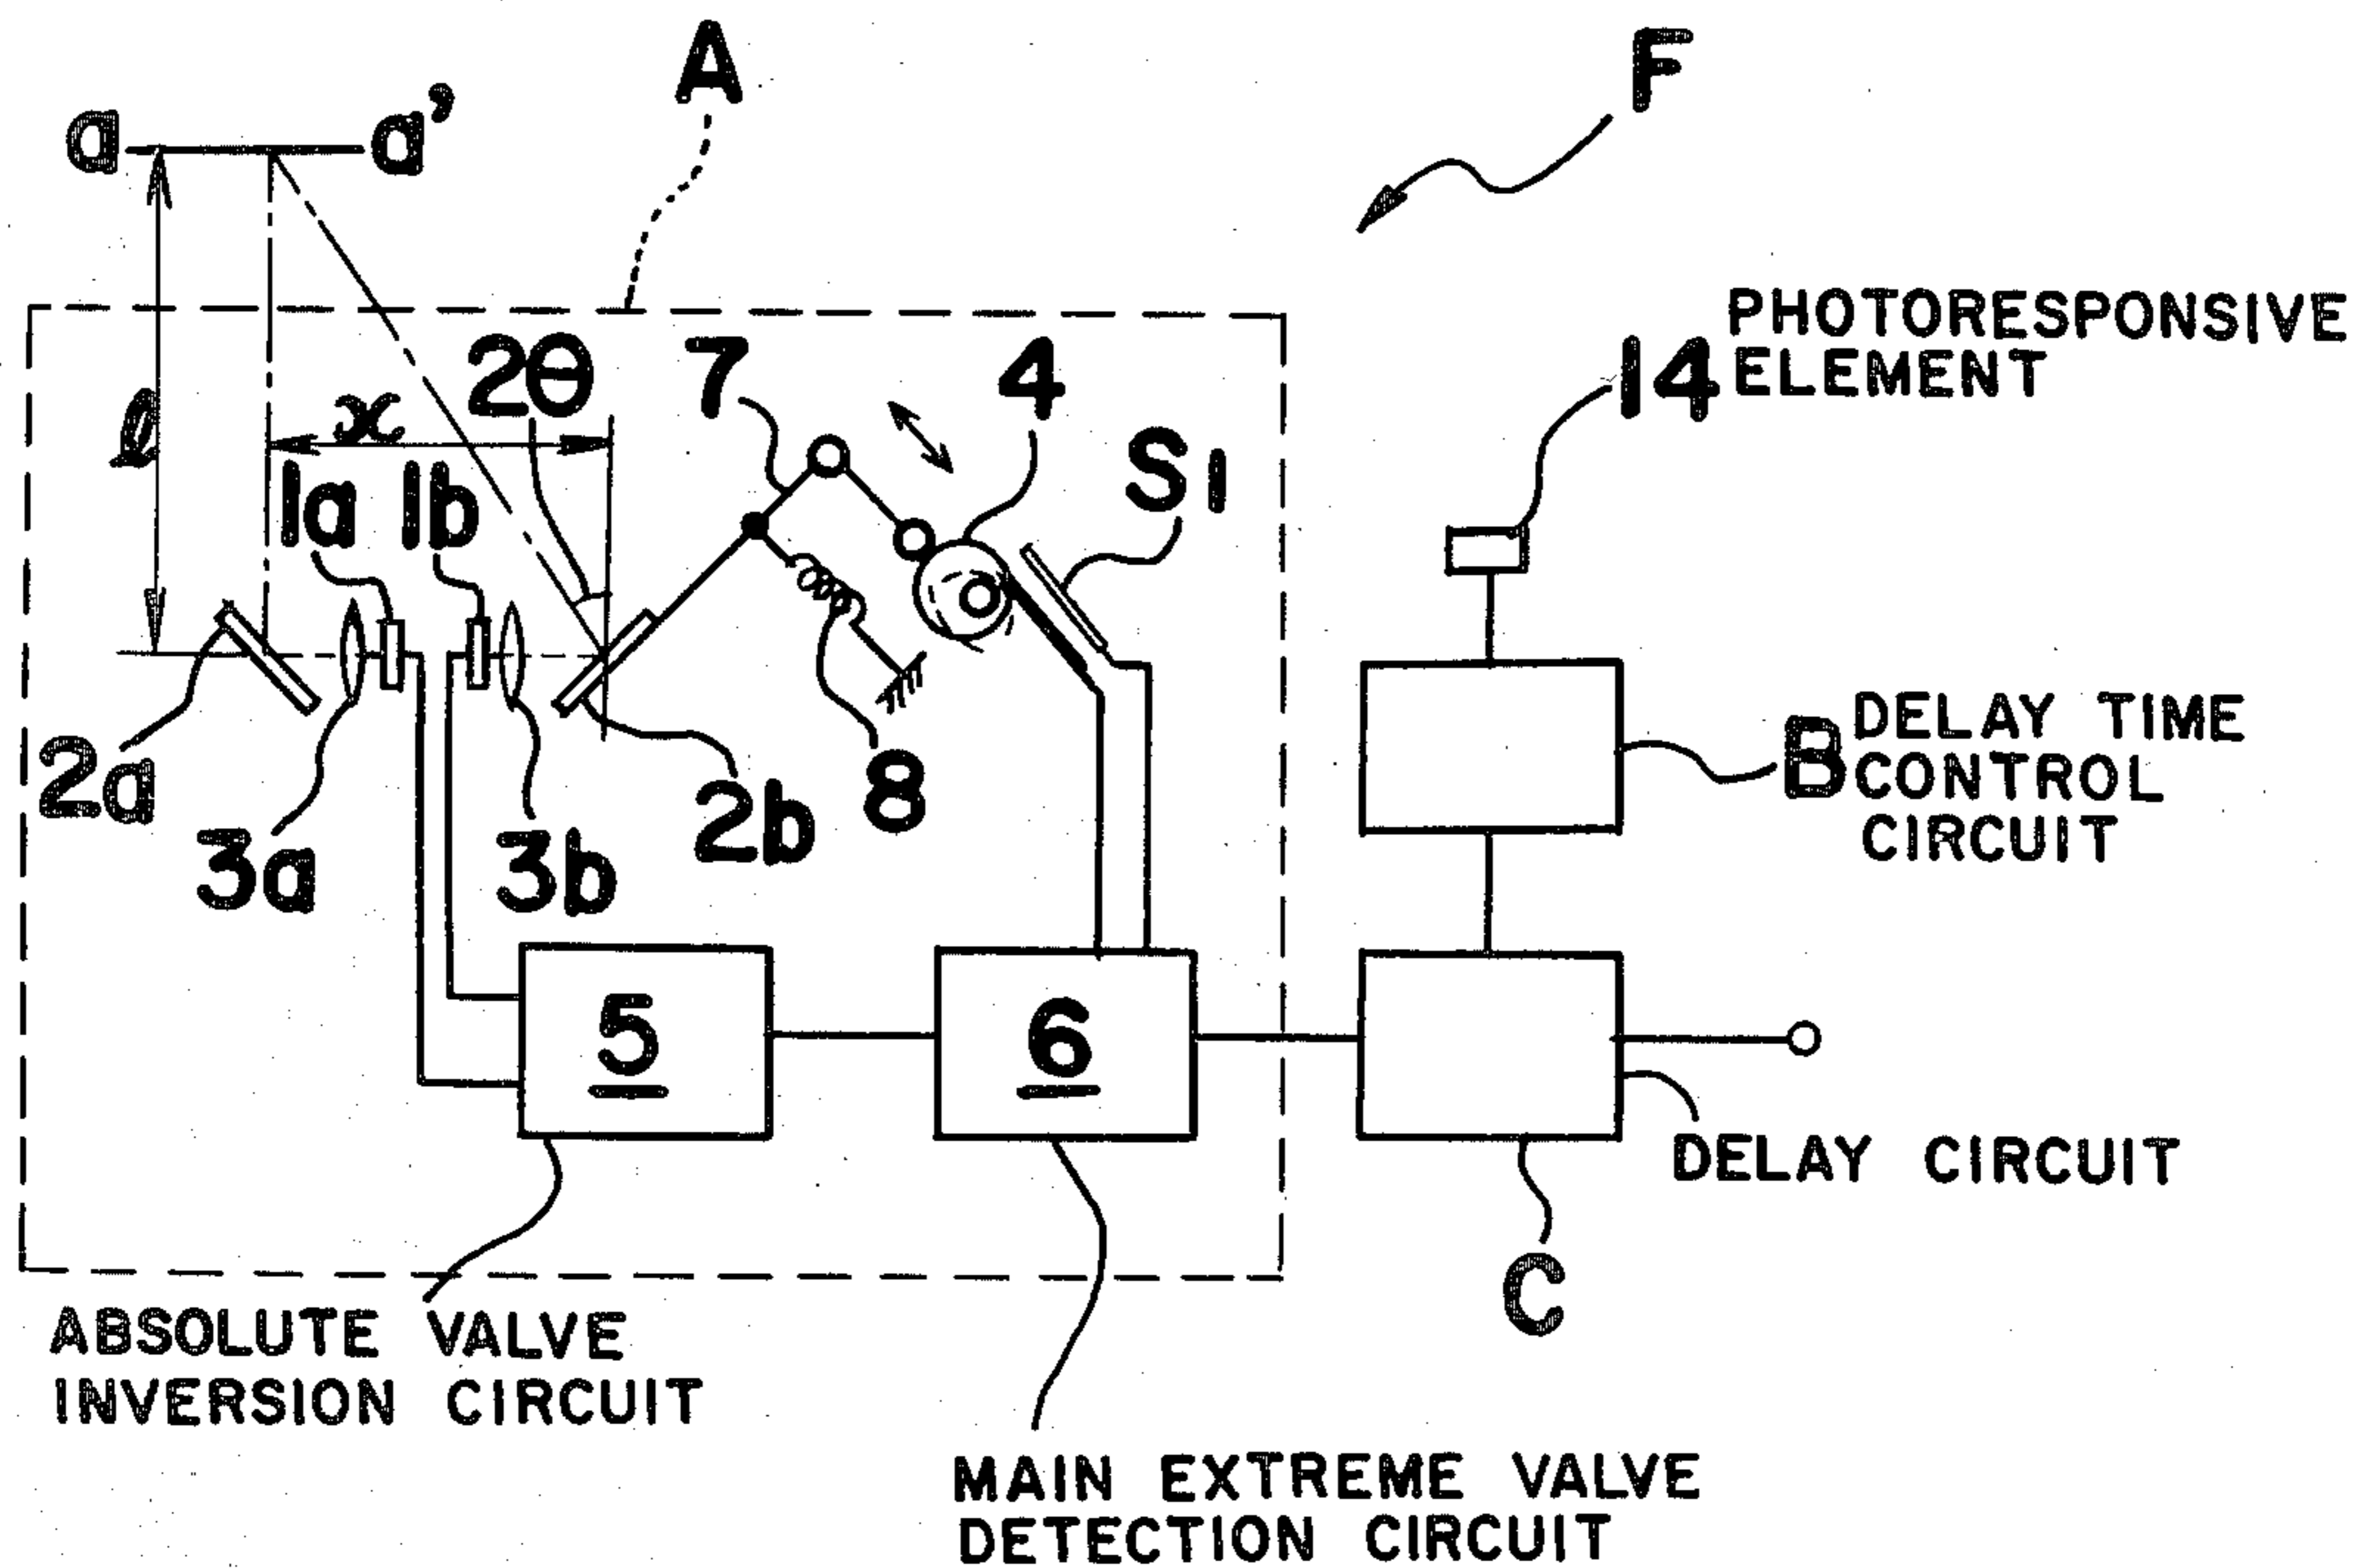 A
F
a
a'
PHOTORESPONSIVE
14 ELEMENT
2θ
7
4
l
x
S1
1a
1b
2a
3a
3b
2b
8
B DELAY TIME
CONTROL
CIRCUIT
5
6
DELAY CIRCUIT
C
ABSOLUTE VALVE
INVERSION CIRCUIT
MAIN EXTREME VALVE
DETECTION CIRCUIT